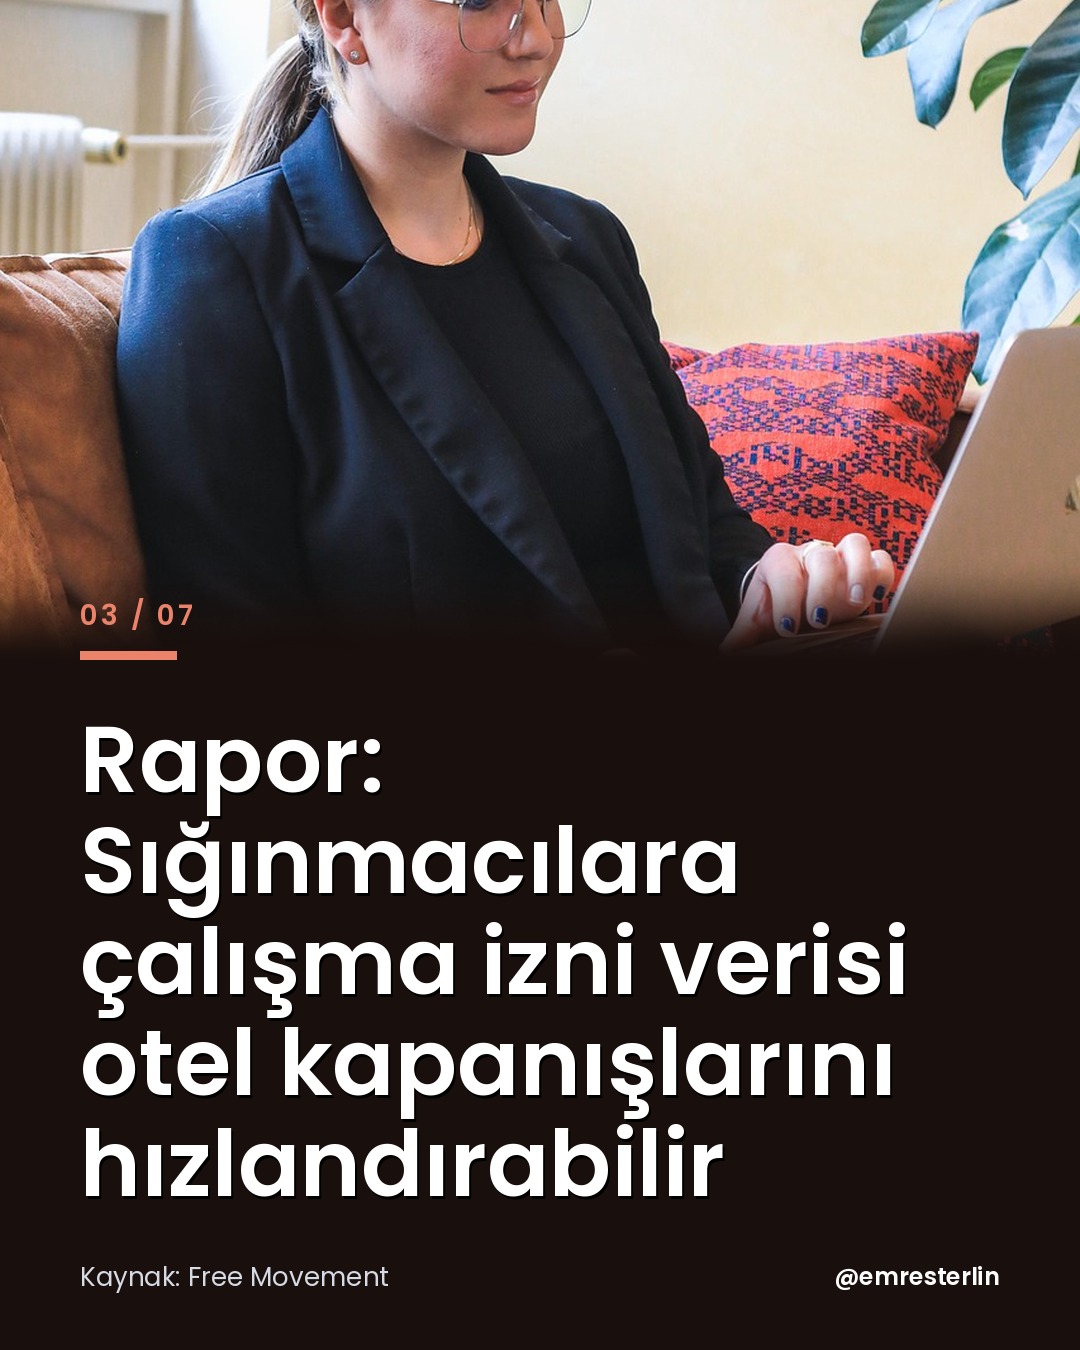 03 / 07
Rapor:
Sığınmacılara
çalışma izni verisi
otel kapanışlarını
hızlandırabilir
Kaynak: Free Movement
@emresterlin